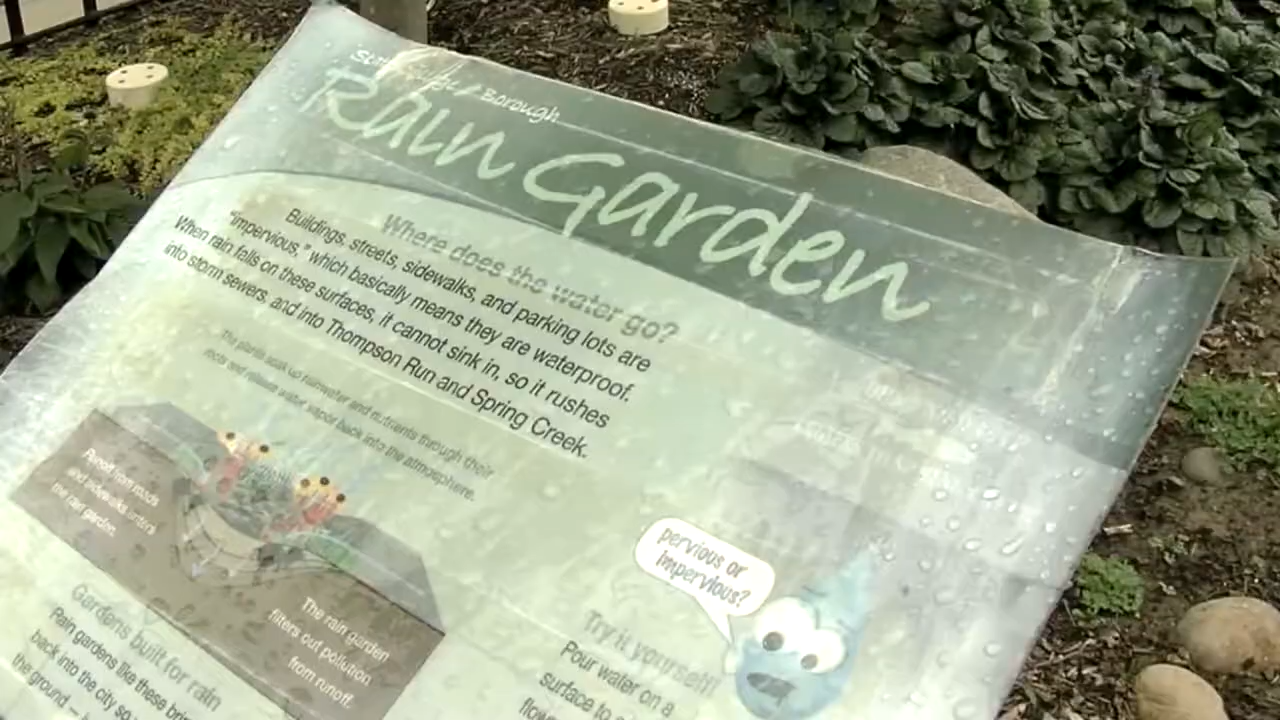 Borough
Rain Garden
Where does the water go?
Buildings, streets, sidewalks, and parking lots are
"impervious," which basically means they are waterproof.
When rain falls on these surfaces, it cannot sink in, so it rushes
into storm sewers, and into Thompson Run and Spring Creek.
The plants soak up rainwater and nutrients through their
roots and release water vapor back into the atmosphere.
Runoff from roads
and sidewalks enters
the rain garden.
The rain garden
filters out pollution
from runoff.
Gardens built for rain
Rain gardens like these
back into the city so
the ground –
pervious or
impervious?
Try it yourself!
Pour water on a
surface to